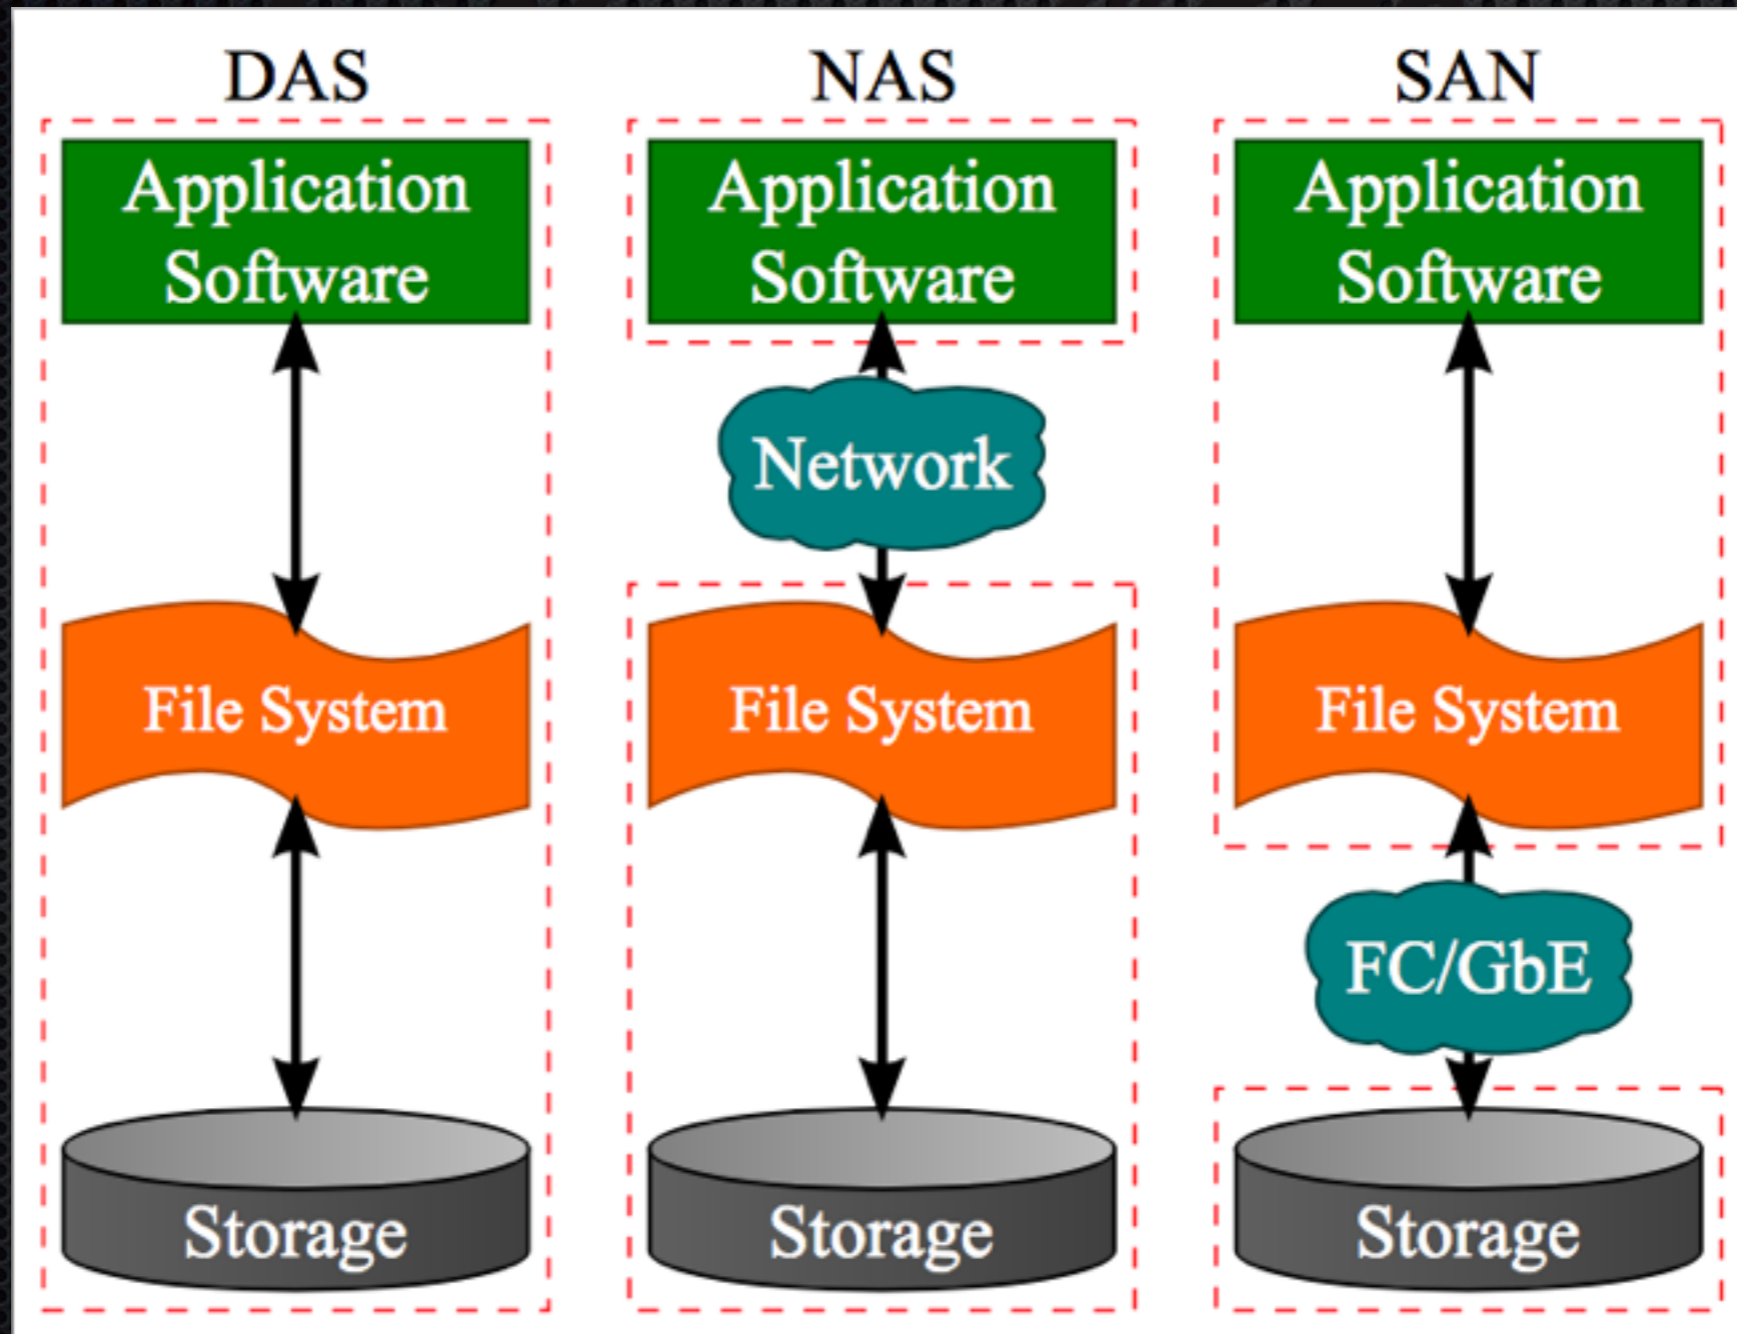 DAS
Application
Software
File System
Storage
NAS
Application
Software
Network
File System
Storage
SAN
Application
Software
File System
FC/GbE
Storage